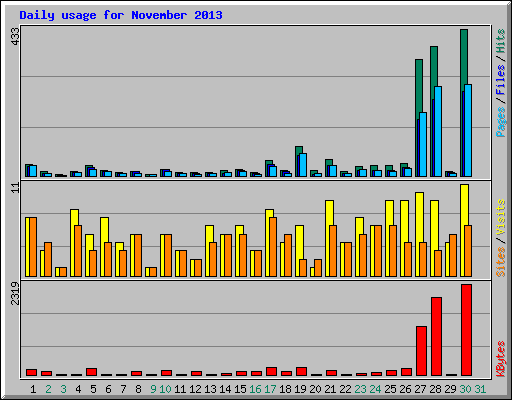 Daily usage for November 2013
433
Pages / Files / Hits
11
Sites / Visits
2319
KBytes
1 2 3 4 5 6 7 8 9 10 11 12 13 14 15 16 17 18 19 20 21 22 23 24 25 26 27 28 29 30 31